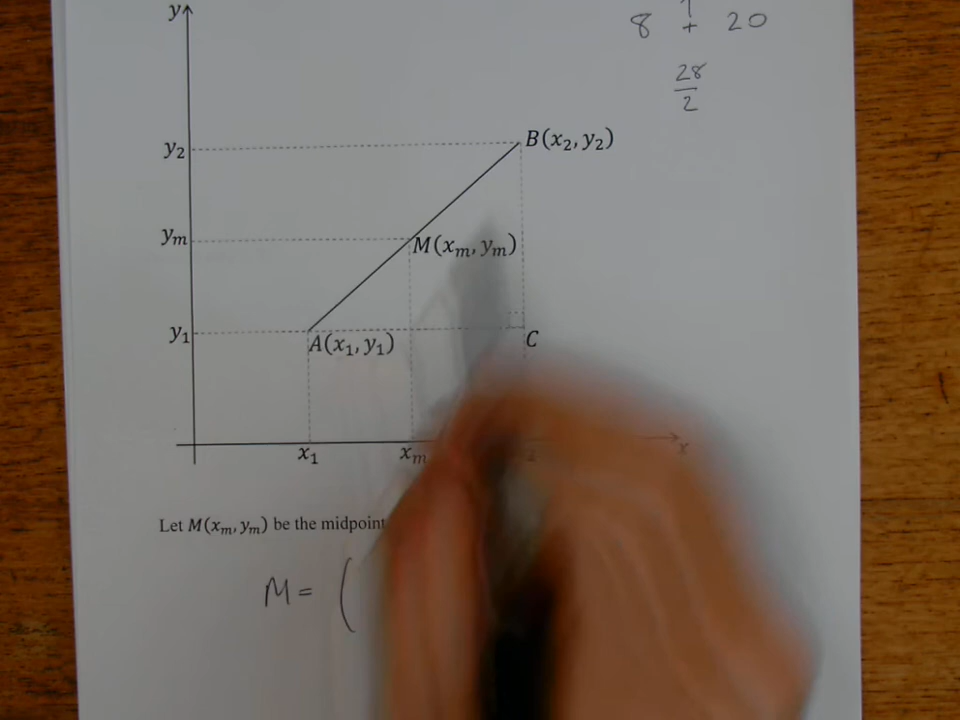 y
8 + 20
28
2
y₂
B(x₂, y₂)
yₘ
M(xₘ, yₘ)
y₁
A(x₁, y₁)
C
x₁
xₘ
x
Let M(xₘ, yₘ) be the midpoint
M = (